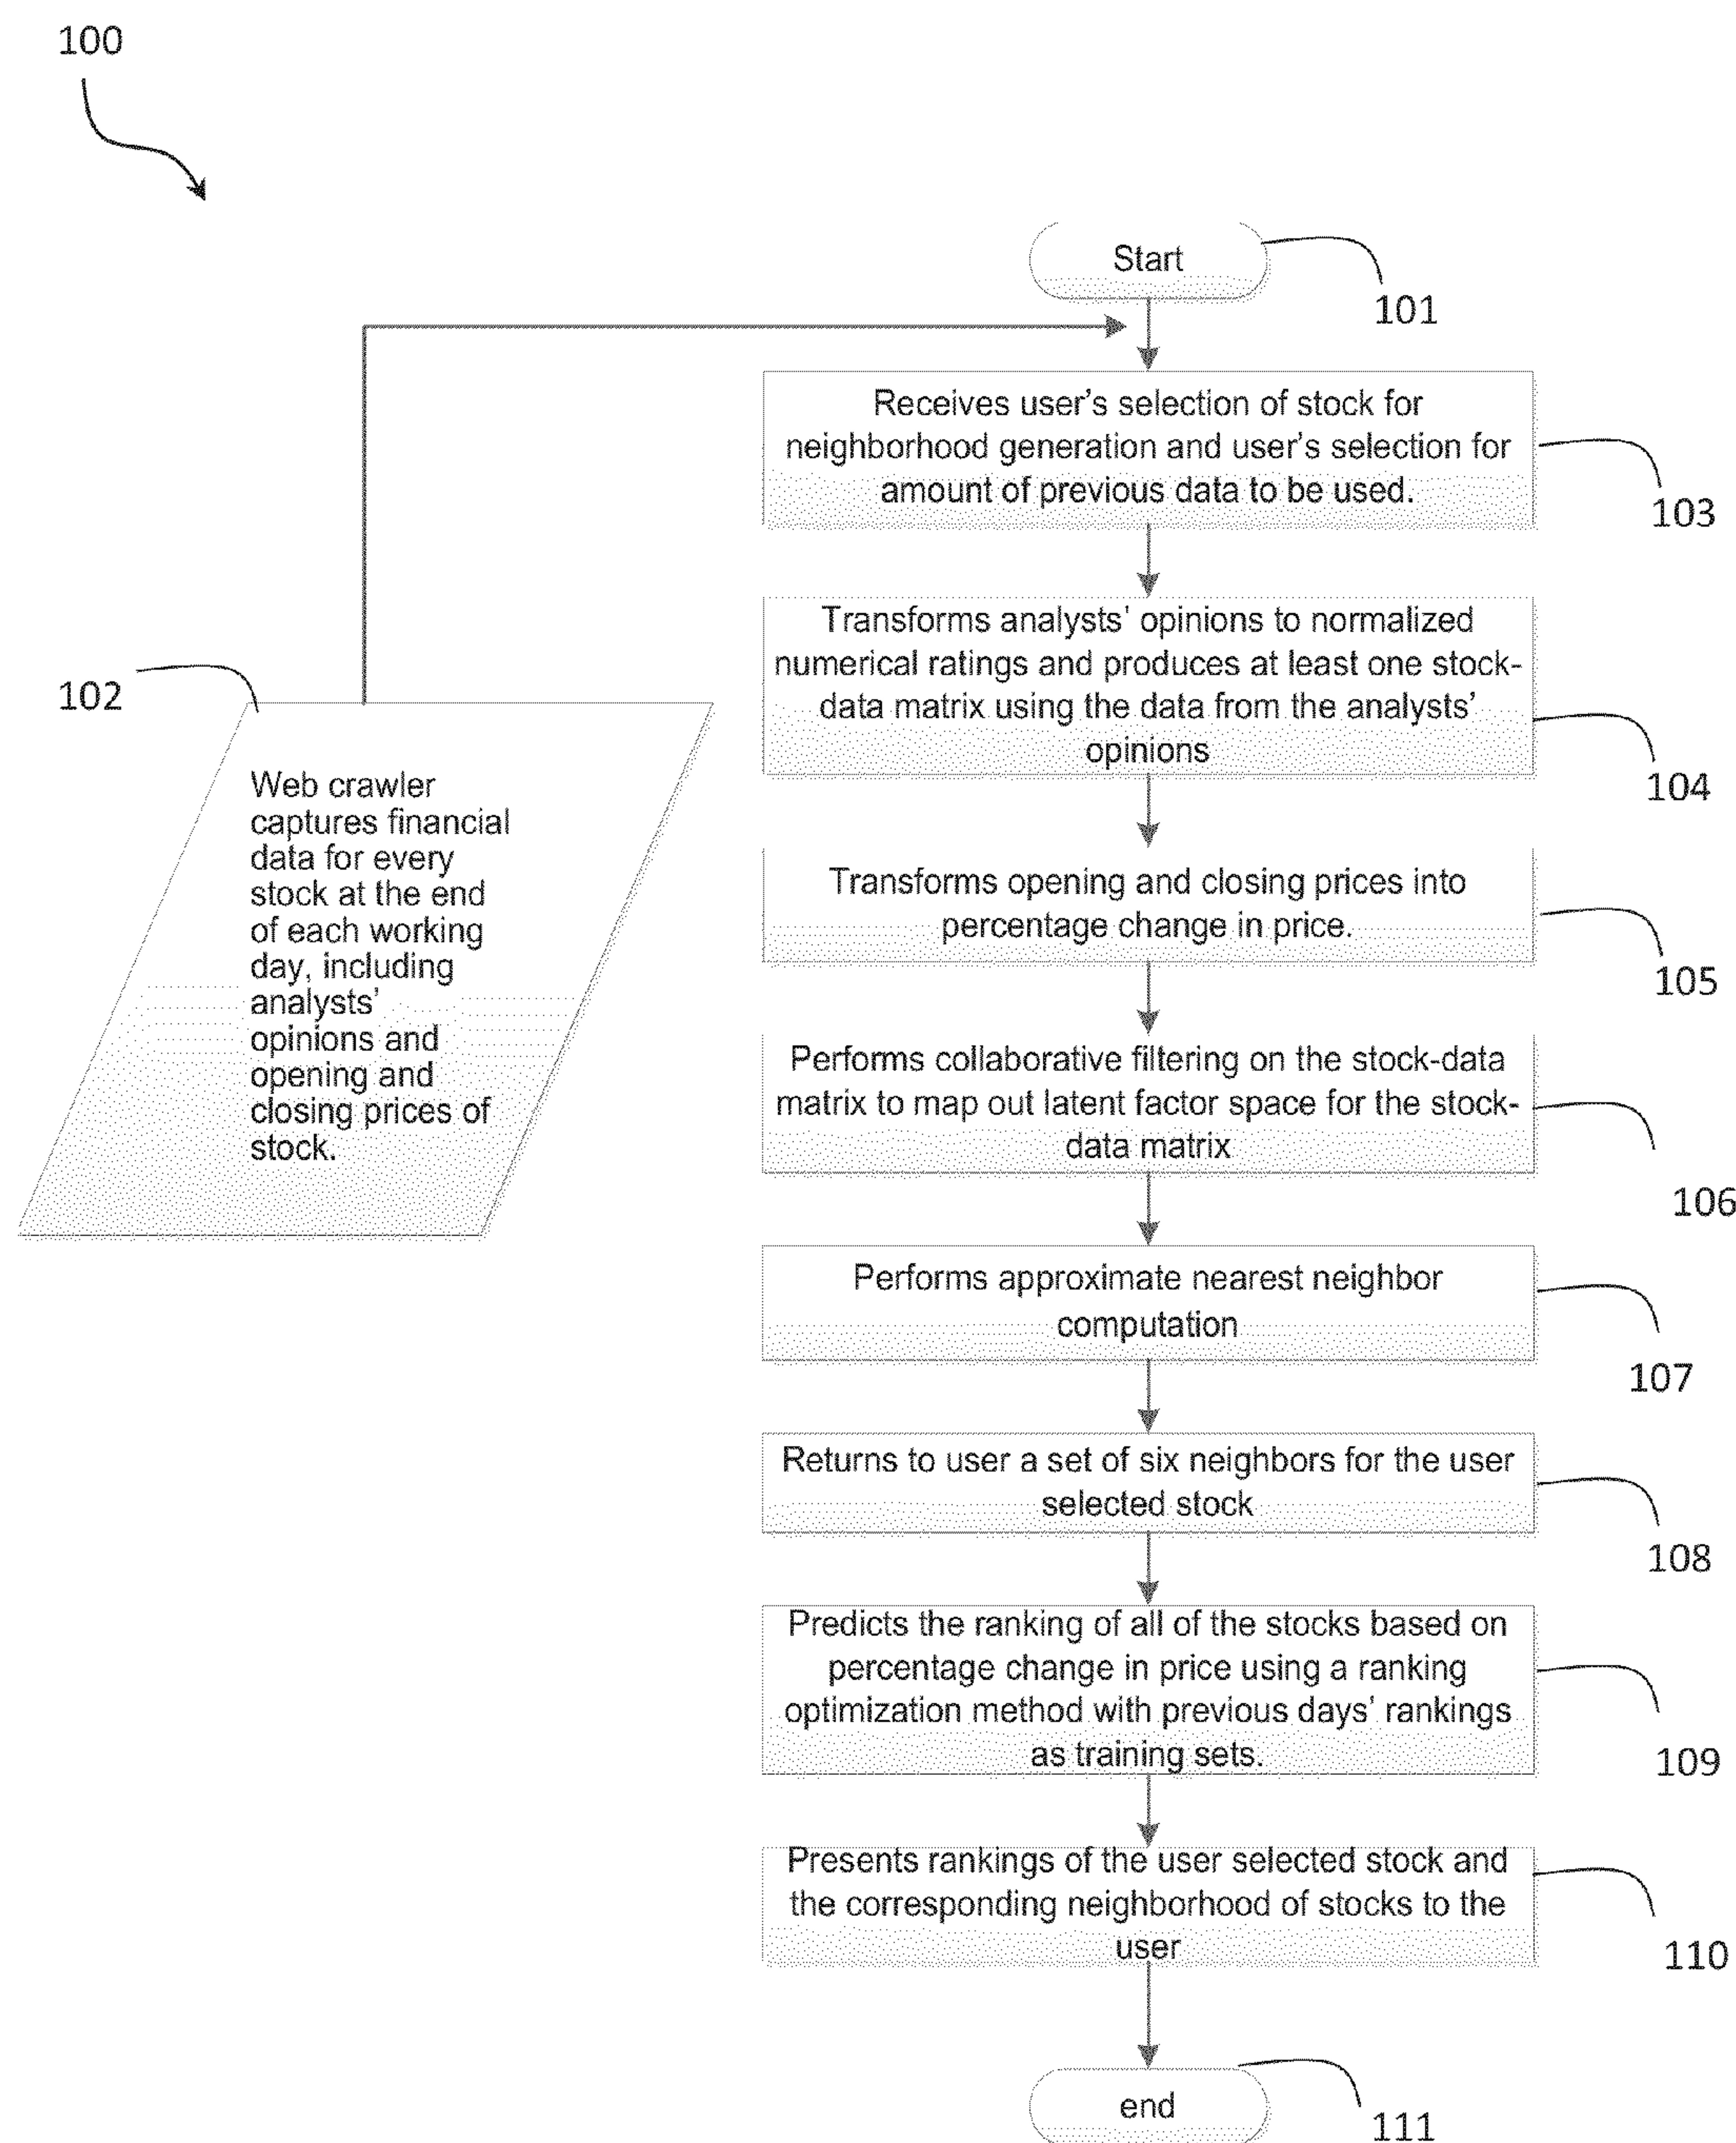 100
Start
101
Receives user's selection of stock for
neighborhood generation and user's selection for
amount of previous data to be used.
103
Transforms analysts' opinions to normalized
numerical ratings and produces at least one stock-
data matrix using the data from the analysts'
opinions
104
102
Web crawler
captures financial
data for every
stock at the end
of each working
day, including
analysts'
opinions and
opening and
closing prices of
stock.
Transforms opening and closing prices into
percentage change in price.
105
Performs collaborative filtering on the stock-data
matrix to map out latent factor space for the stock-
data matrix
106
Performs approximate nearest neighbor
computation
107
Returns to user a set of six neighbors for the user
selected stock
108
Predicts the ranking of all of the stocks based on
percentage change in price using a ranking
optimization method with previous days' rankings
as training sets.
109
Presents rankings of the user selected stock and
the corresponding neighborhood of stocks to the
user
110
end
111